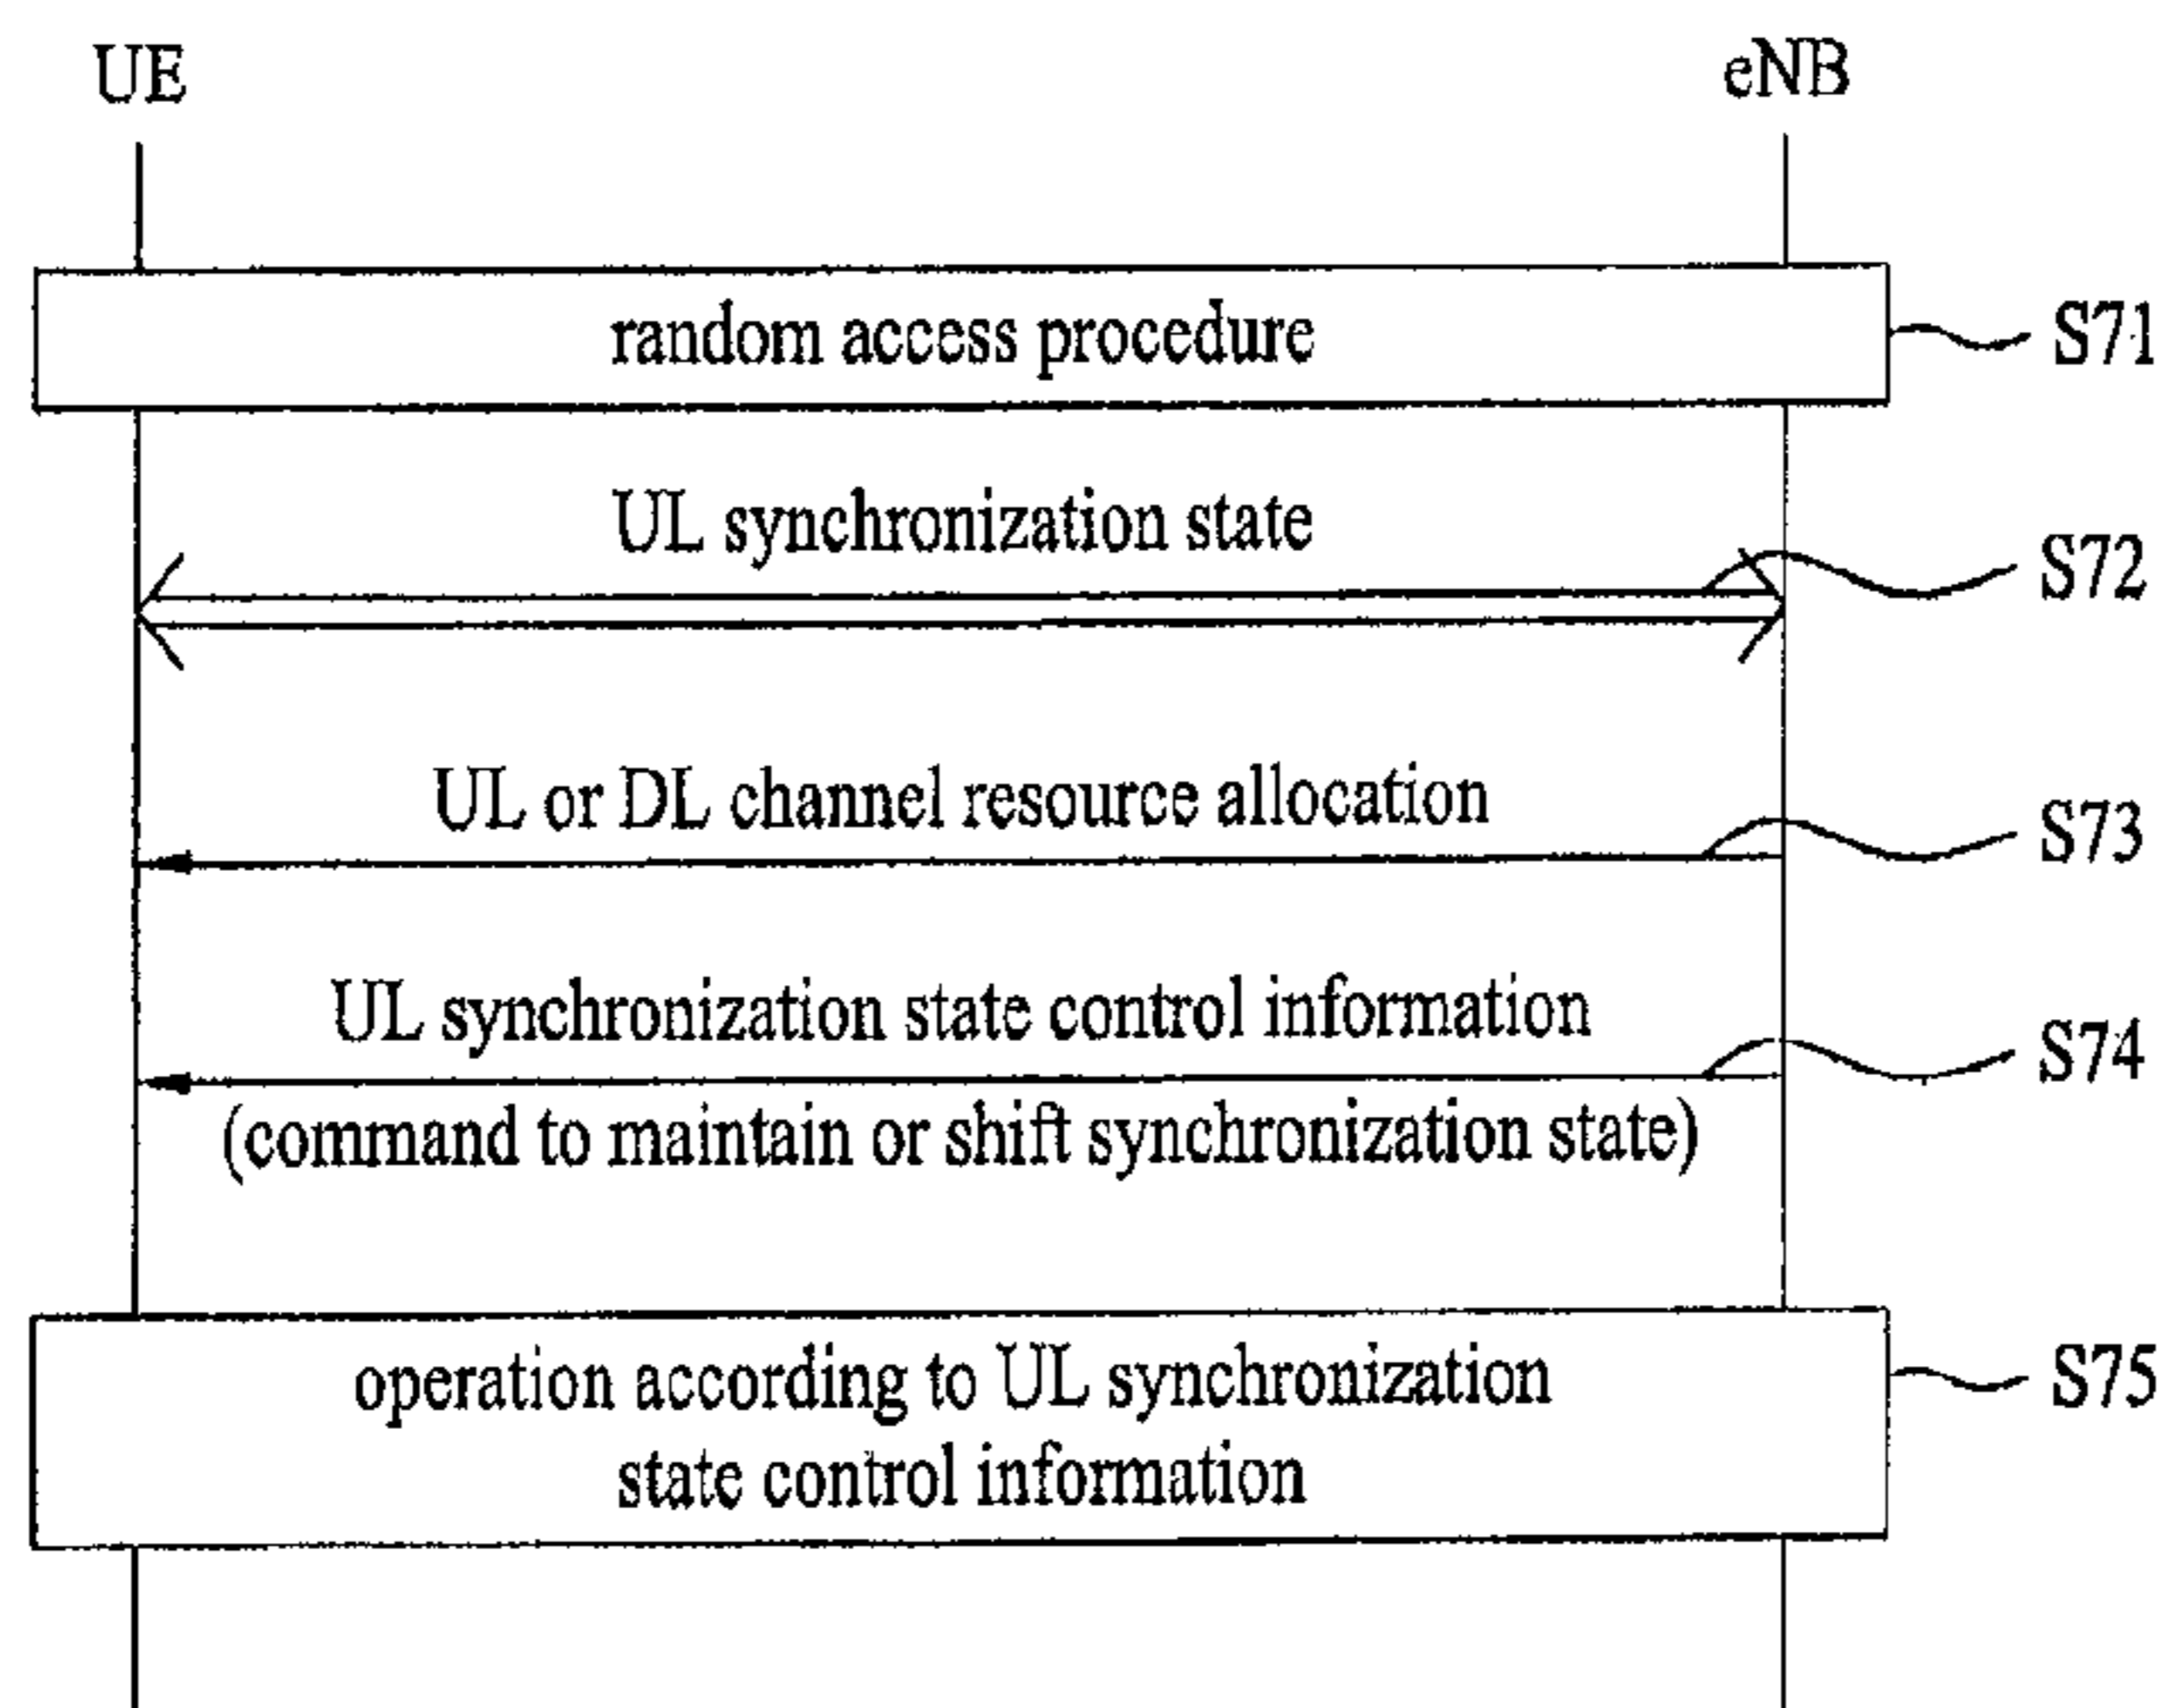 UE
eNB
random access procedure
S71
UL synchronization state
S72
UL or DL channel resource allocation
S73
UL synchronization state control information
S74
(command to maintain or shift synchronization state)
operation according to UL synchronization
S75
state control information